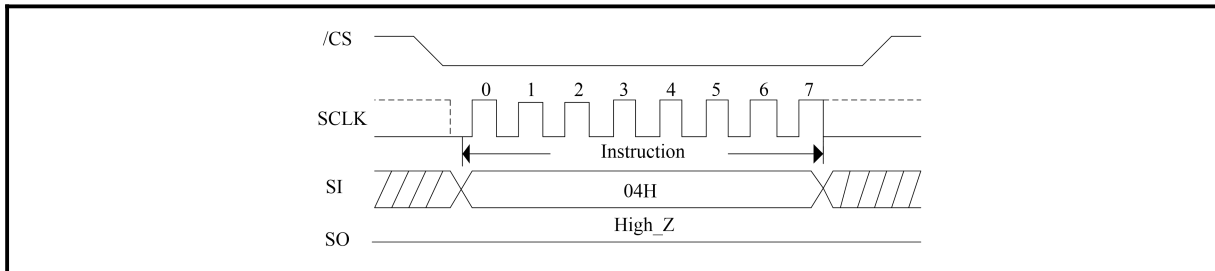 /CS
0 1 2 3 4 5 6 7
SCLK
Instruction
SI
04H
High_Z
SO